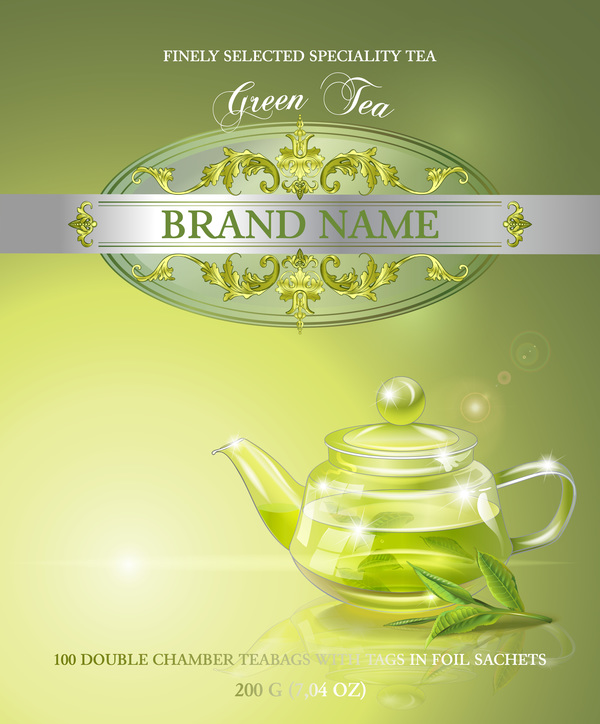 FINELY SELECTED SPECIALITY TEA
Green Tea
BRAND NAME
100 DOUBLE CHAMBER TEABAGS WITH TAGS IN FOIL SACHETS
200 G (7,04 OZ)